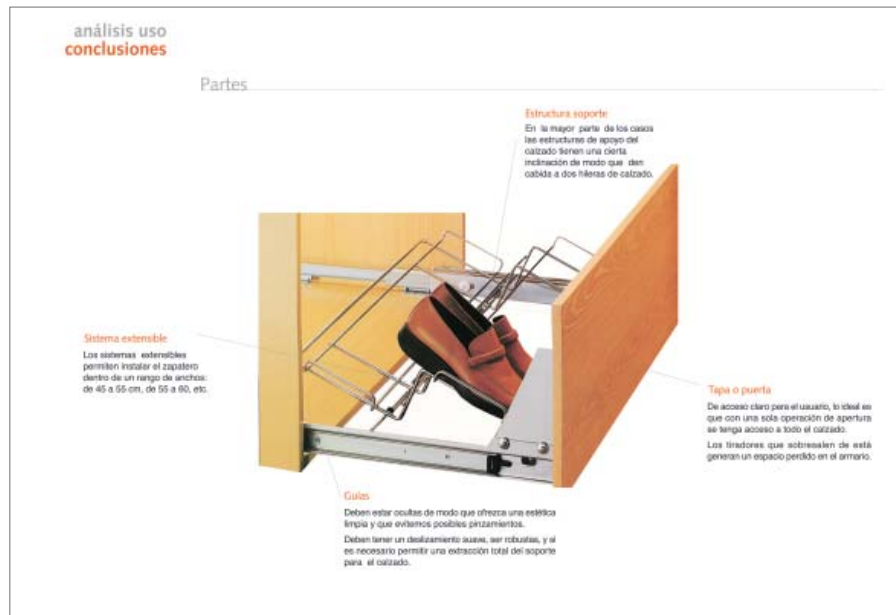 análisis uso
conclusiones
Partes
Estructura soporte
En la mayor parte de los casos
las estructuras de apoyo del
calzado tienen una cierta
inclinación de modo que den
cabida a dos hileras de calzado.
Sistema extensible
Los sistemas extensibles
permiten instalar el zapatero
dentro de un rango de anchos:
de 45 a 55 cm, de 55 a 60, etc.
Tapa o puerta
De acceso claro para el usuario, lo ideal es
que con una sola operación de apertura
se tenga acceso a todo el calzado.
Los tiradores que sobresalen de está
generan un espacio perdido en el armario.
Guías
Deben estar ocultas de modo que ofrezca una estética
limpia y que evitemos posibles pinzamientos.
Deben tener un deslizamiento suave, ser robustas, y si
es necesario permitir una extracción total del soporte
para el calzado.